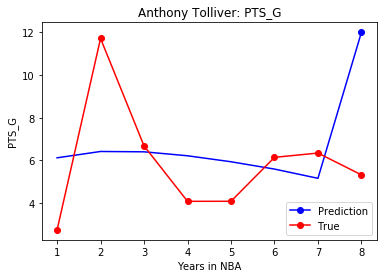 Anthony Tolliver: PTS_G
12
10
8
6
4
PTS_G
1 2 3 4 5 6 7 8
Years in NBA
Prediction
True